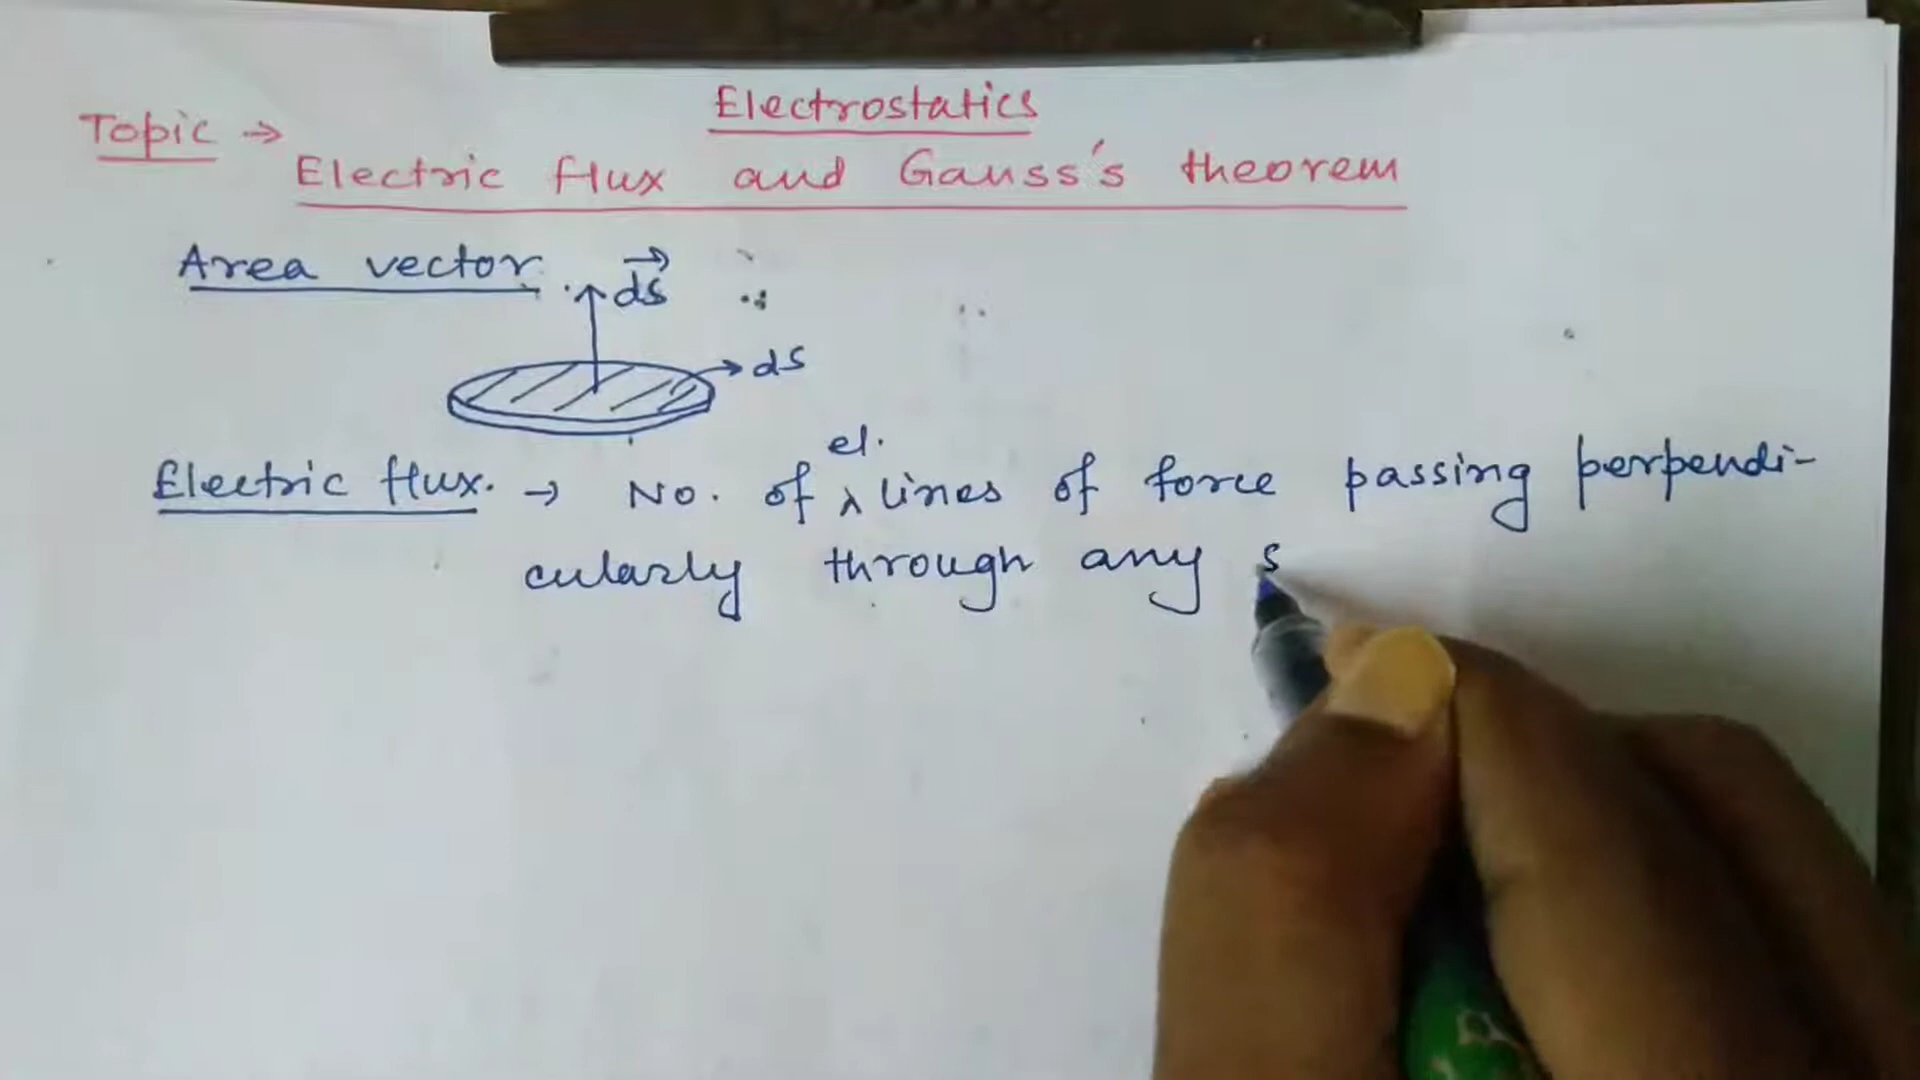 Electrostatics
Topic →
Electric flux and Gauss's theorem
Area vector
d⃗s
ds
el.
Electric flux. → No. of ⁁ lines of force passing perpendi-
cularly through any s